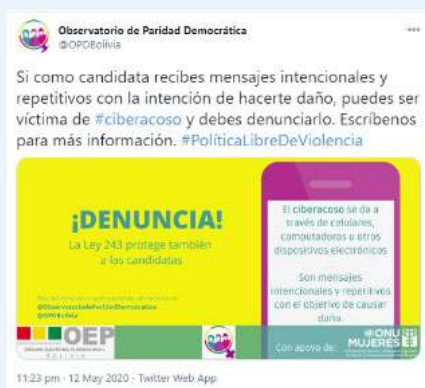 Observatorio de Paridad Democrática
@OPDBolivia
Si como candidata recibes mensajes intencionales y
repetitivos con la intención de hacerte daño, puedes ser
víctima de #ciberacoso y debes denunciarlo. Escríbenos
para más información. #PolíticaLibreDeViolencia
¡DENUNCIA!
La Ley 243 protege también
a las candidatas
@ObservatoriodeParidadDemocratica
@OPDBolivia
El ciberacoso se da a
través de celulares,
computadoras u otros
dispositivos electrónicos
Son mensajes
intencionales y repetitivos
con el objetivo de causar
daño.
OEP
BOLIVIA
Con apoyo de:
ONU
MUJERES
11:23 pm · 12 May 2020 · Twitter Web App